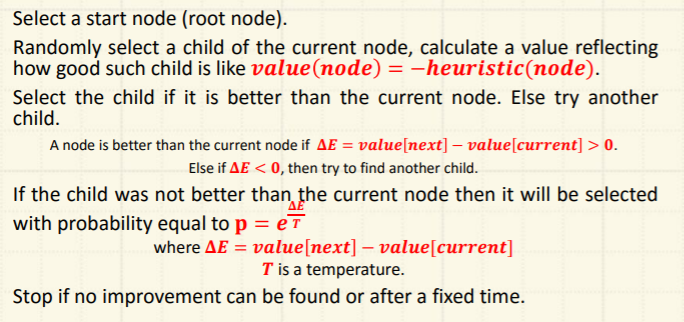 Select a start node (root node).
Randomly select a child of the current node, calculate a value reflecting
how good such child is like value(node) = −heuristic(node).
Select the child if it is better than the current node. Else try another
child.
A node is better than the current node if ΔE = value[next] − value[current] > 0.
Else if ΔE < 0, then try to find another child.
If the child was not better than the current node then it will be selected
with probability equal to p = e^(ΔE/T)
where ΔE = value[next] − value[current]
T is a temperature.
Stop if no improvement can be found or after a fixed time.